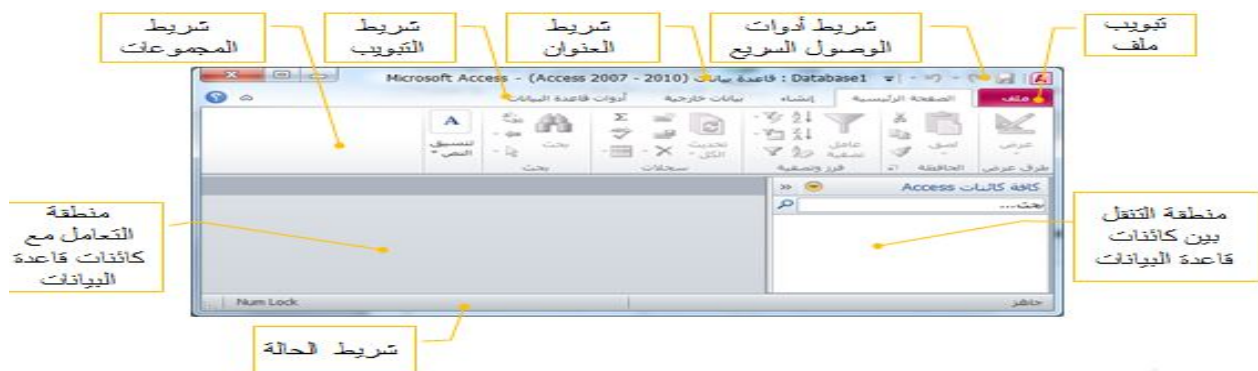 تبويب
ملف
شريط أدوات
الوصول السريع
شريط
العنوان
شريط
التبويب
شريط
المجموعات
Database1 : قاعدة بيانات (Access 2007 - 2010) - Microsoft Access
ملف الصفحة الرئيسية إنشاء بيانات خارجية أدوات قاعدة البيانات
عرض
لصق
عامل
تصفية
تحديث
الكل
بحث
تنسيق
النص
طرق عرض الحافظة فرز وتصفية سجلات بحث
كافة كائنات Access
بحث...
منطقة التنقل
بين كائنات
قاعدة البيانات
منطقة
التعامل مع
كائنات قاعدة
البيانات
جاهز Num Lock
شريط الحالة